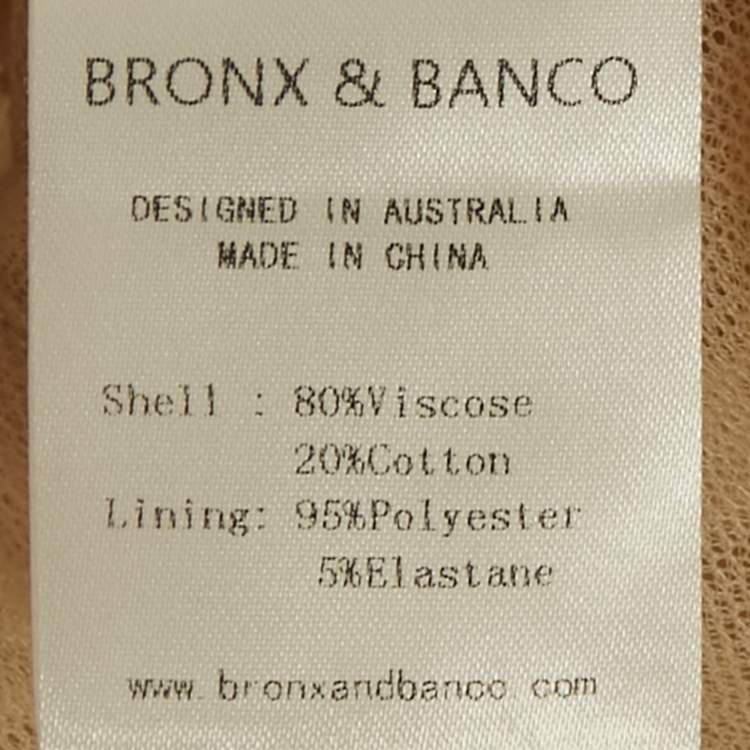 BRONX & BANCO
DESIGNED IN AUSTRALIA
MADE IN CHINA
Shell : 80%Viscose
20%Cotton
Lining: 95%Polyester
5%Elastane
www.bronxandbanco.com